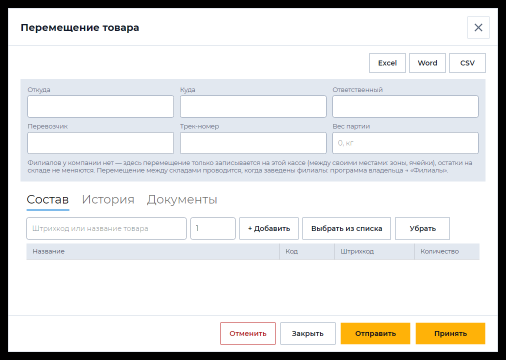 Перемещение товара
Excel Word CSV
Откуда Куда Ответственный
Перевозчик Трек-номер Вес партии
0, кг
Филиалов у компании нет — здесь перемещение только записывается на этой кассе (между своими местами: зоны, ячейки), остатки на
складе не меняются. Перемещение между складами проводится, когда заведены филиалы: программа владельца → «Филиалы».
Состав История Документы
Штрихкод или название товара 1 + Добавить Выбрать из списка Убрать
Название Код Штрихкод Количество
Отменить Закрыть Отправить Принять